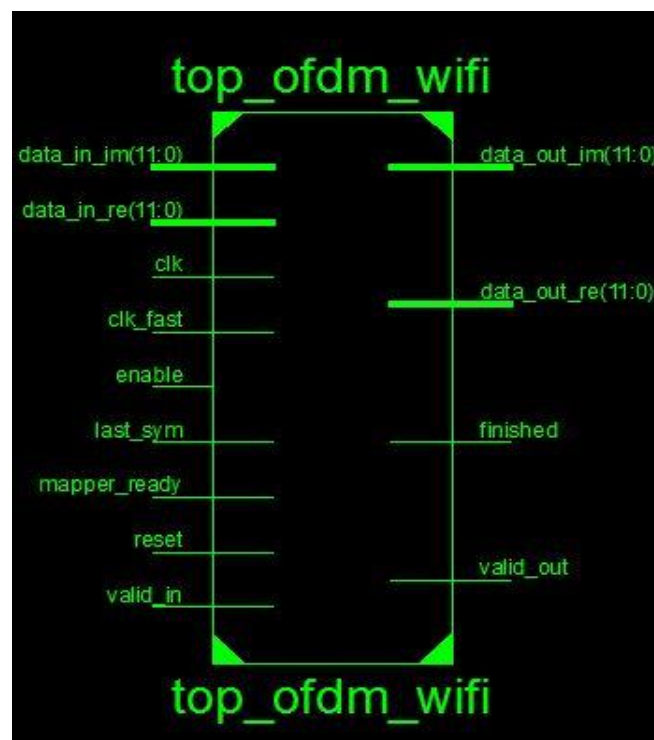 top_ofdm_wifi
data_in_im(11:0)
data_out_im(11:0)
data_in_re(11:0)
clk
data_out_re(11:0)
clk_fast
enable
last_sym
finished
mapper_ready
reset
valid_out
valid_in
top_ofdm_wifi